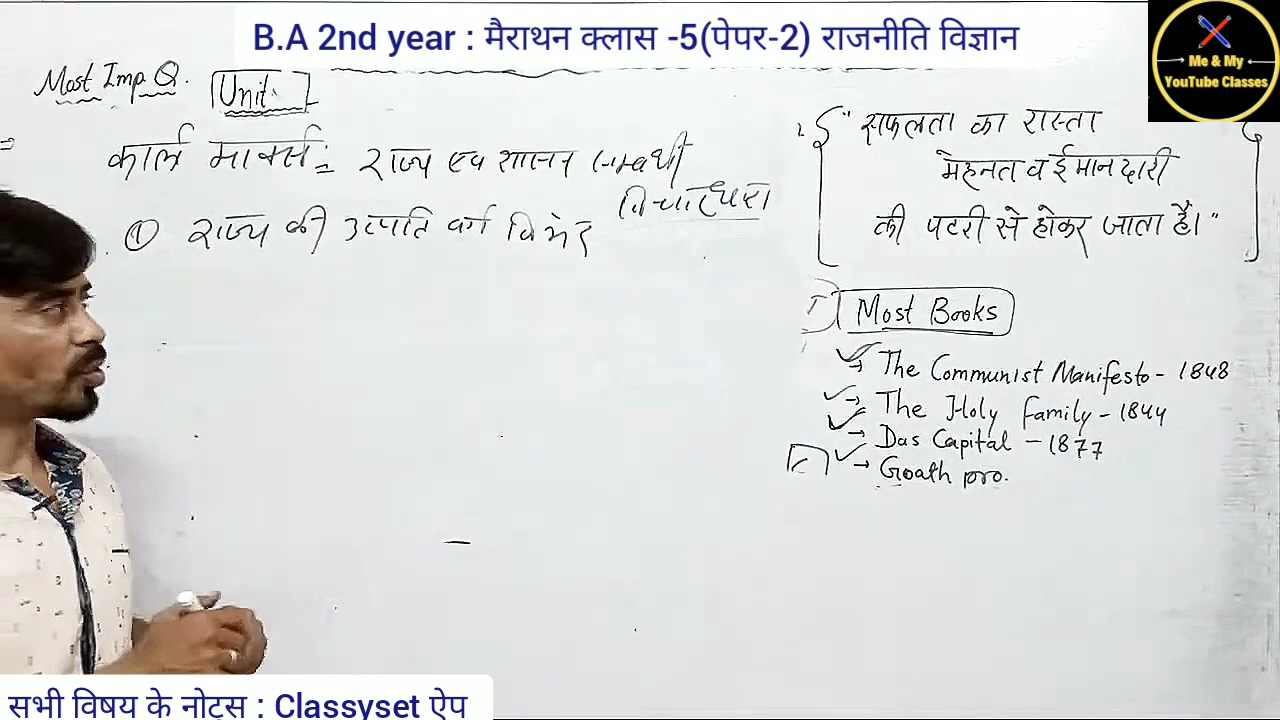 B.A 2nd year : मैराथन क्लास -5(पेपर-2) राजनीति विज्ञान
Me & My
YouTube Classes
Most Imp Q.
Unit
कार्ल मार्क्स :- राज्य एव शासन सम्बन्धी
विचारधारा
① राज्य की उत्पति वर्ग विभेद
"सफलता का रास्ता
मेहनत व ईमानदारी
की पटरी से होकर जाता है।"
Most Books
→ The Communist Manifesto - 1848
→ The Holy Family - 1844
→ Das Capital - 1877
→ Goath pro.
सभी विषय के नोट्स : Classyset ऐप